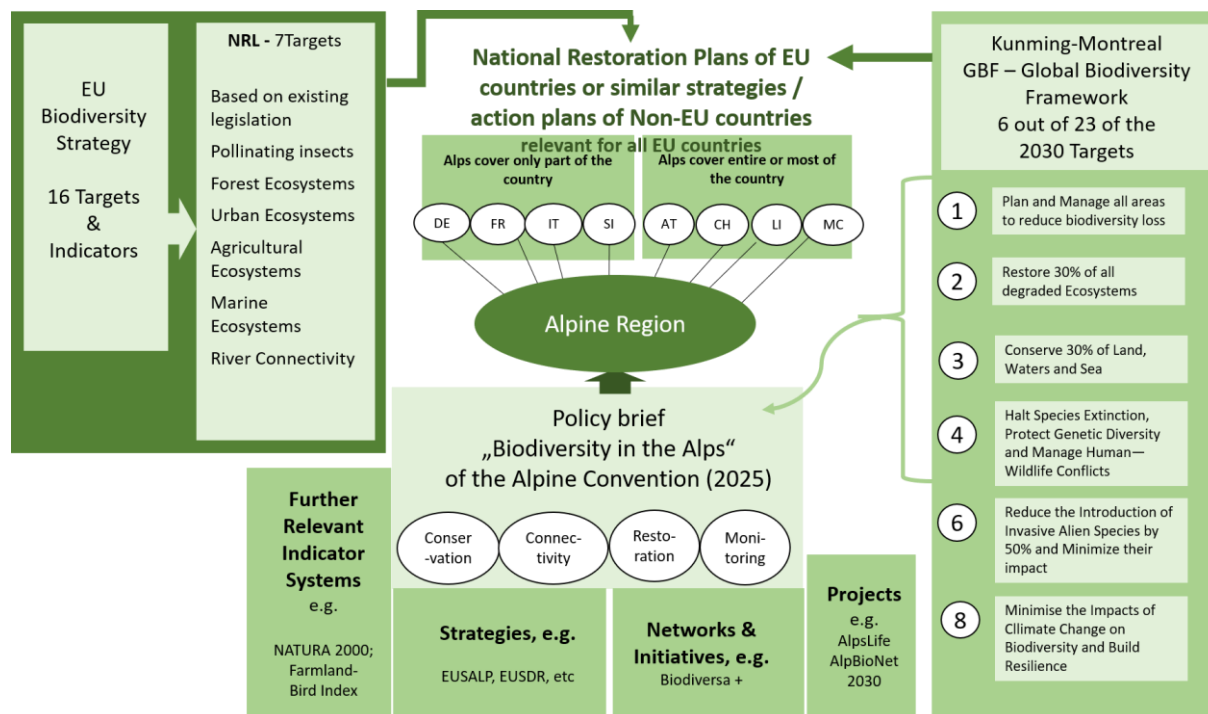 EU
Biodiversity
Strategy
16 Targets
&
Indicators
NRL - 7Targets
Based on existing
legislation
Pollinating insects
Forest Ecosystems
Urban Ecosystems
Agricultural
Ecosystems
Marine
Ecosystems
River Connectivity
National Restoration Plans of EU
countries or similar strategies /
action plans of Non-EU countries
relevant for all EU countries
Alps cover only part of the
country
Alps cover entire or most of
the country
DE
FR
IT
SI
AT
CH
LI
MC
Alpine Region
Policy brief
„Biodiversity in the Alps“
of the Alpine Convention (2025)
Conser
-vation
Connec-
tivity
Resto-
ration
Moni-
toring
Further
Relevant
Indicator
Systems
e.g.
NATURA 2000;
Farmland-
Bird Index
Strategies, e.g.
EUSALP, EUSDR, etc
Networks &
Initiatives, e.g.
Biodiversa +
Projects
e.g.
AlpsLife
AlpBioNet
2030
Kunming-Montreal
GBF – Global Biodiversity
Framework
6 out of 23 of the
2030 Targets
1
Plan and Manage all areas
to reduce biodiversity loss
2
Restore 30% of all
degraded Ecosystems
3
Conserve 30% of Land,
Waters and Sea
4
Halt Species Extinction,
Protect Genetic Diversity
and Manage Human—
Wildlife Conflicts
6
Reduce the Introduction of
Invasive Alien Species by
50% and Minimize their
impact
8
Minimise the Impacts of
Cllimate Change on
Biodiversity and Build
Resilience